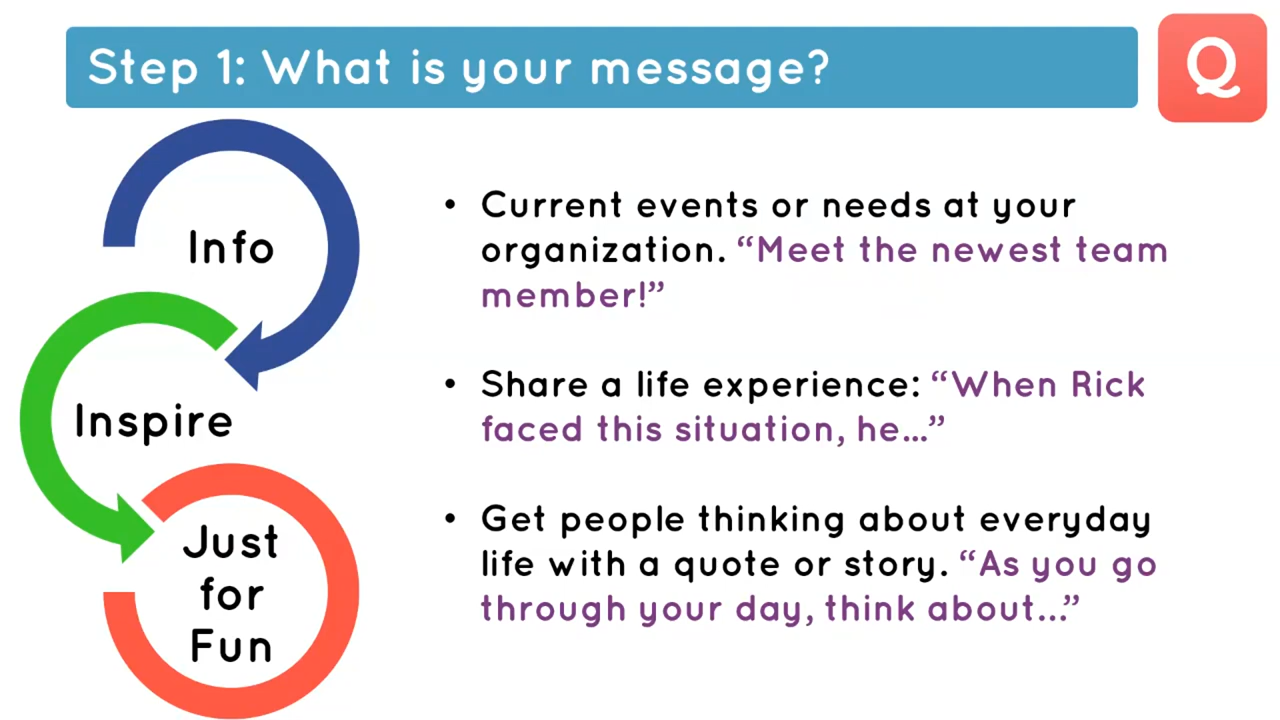 Step 1: What is your message?
Q
Info
• Current events or needs at your
organization. “Meet the newest team
member!”
Inspire
• Share a life experience: “When Rick
faced this situation, he...”
Just
for
Fun
• Get people thinking about everyday
life with a quote or story. “As you go
through your day, think about...”